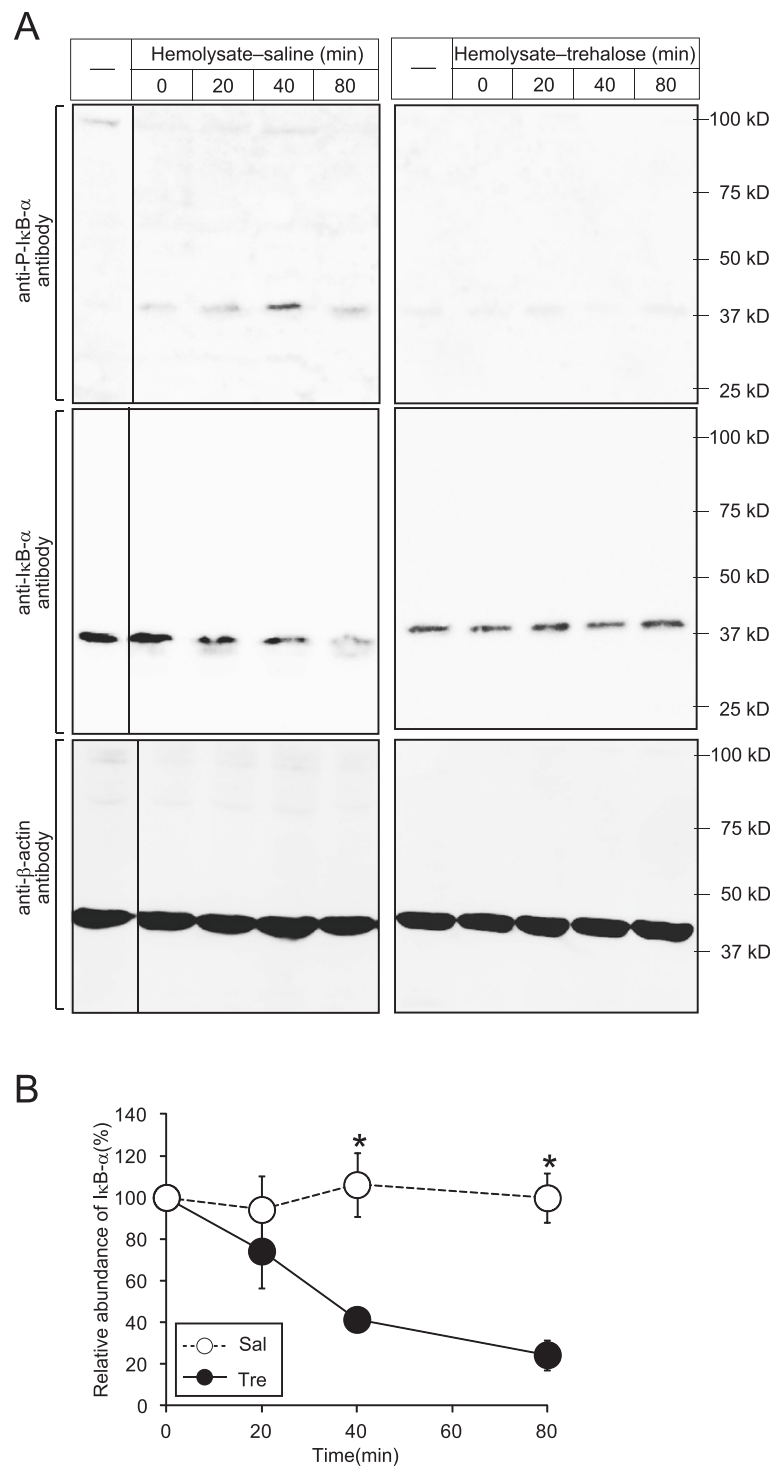 A
— Hemolysate–saline (min)
0 20 40 80
— Hemolysate–trehalose (min)
0 20 40 80
anti-P-IκB-α
antibody
100 kD
75 kD
50 kD
37 kD
25 kD
anti-IκB-α
antibody
100 kD
75 kD
50 kD
37 kD
25 kD
anti-β-actin
antibody
100 kD
75 kD
50 kD
37 kD
B
Relative abundance of IκB-α(%)
140
120
100
80
60
40
20
0
* *
Sal
Tre
0 20 40 60 80
Time(min)